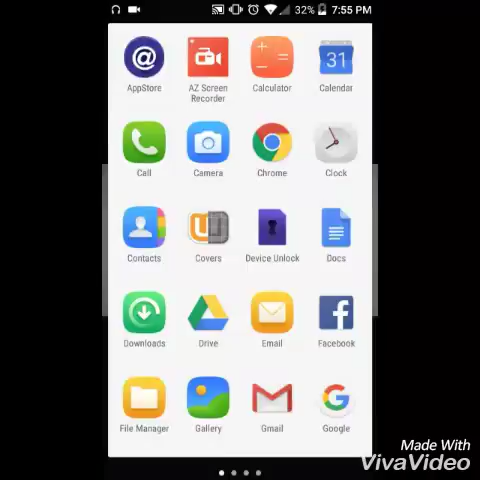 32% 7:55 PM
@
31
AppStore AZ Screen Recorder Calculator Calendar
Call Camera Chrome Clock
Contacts Covers Device Unlock Docs
Downloads Drive Email Facebook
File Manager Gallery Gmail Google
Made With
VivaVideo